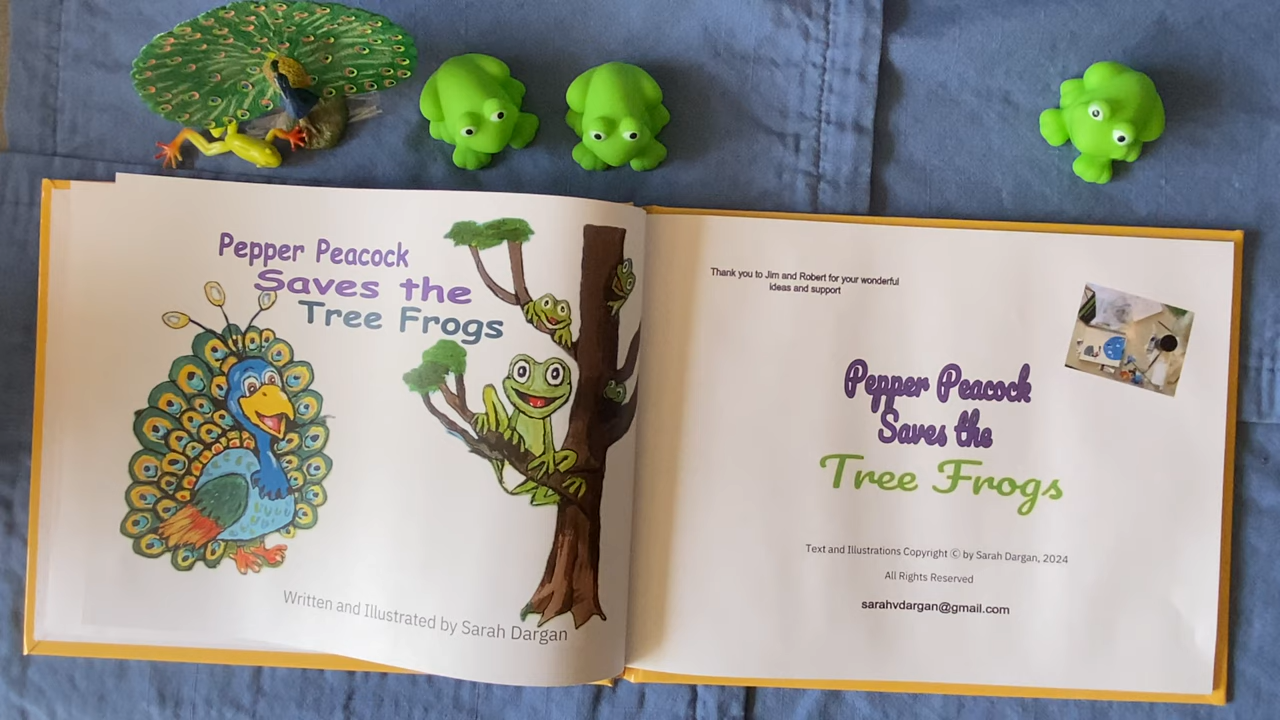 Pepper Peacock
Saves the
Tree Frogs
Written and Illustrated by Sarah Dargan
Thank you to Jim and Robert for your wonderful
ideas and support
Pepper Peacock
Saves the
Tree Frogs
Text and Illustrations Copyright © by Sarah Dargan, 2024
All Rights Reserved
sarahvdargan@gmail.com